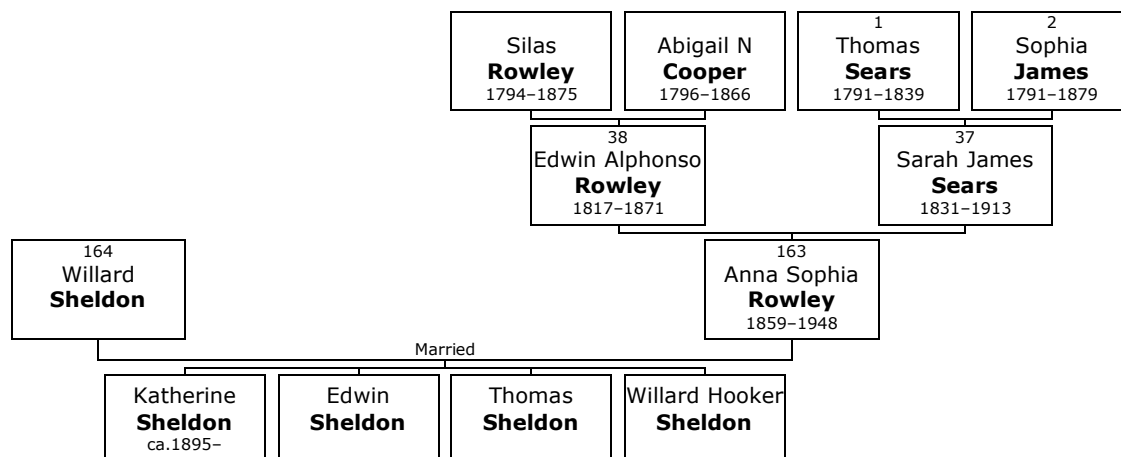 Silas
Rowley
1794–1875
Abigail N
Cooper
1796–1866
1
Thomas
Sears
1791–1839
2
Sophia
James
1791–1879
38
Edwin Alphonso
Rowley
1817–1871
37
Sarah James
Sears
1831–1913
164
Willard
Sheldon
163
Anna Sophia
Rowley
1859–1948
Married
Katherine
Sheldon
ca.1895–
Edwin
Sheldon
Thomas
Sheldon
Willard Hooker
Sheldon